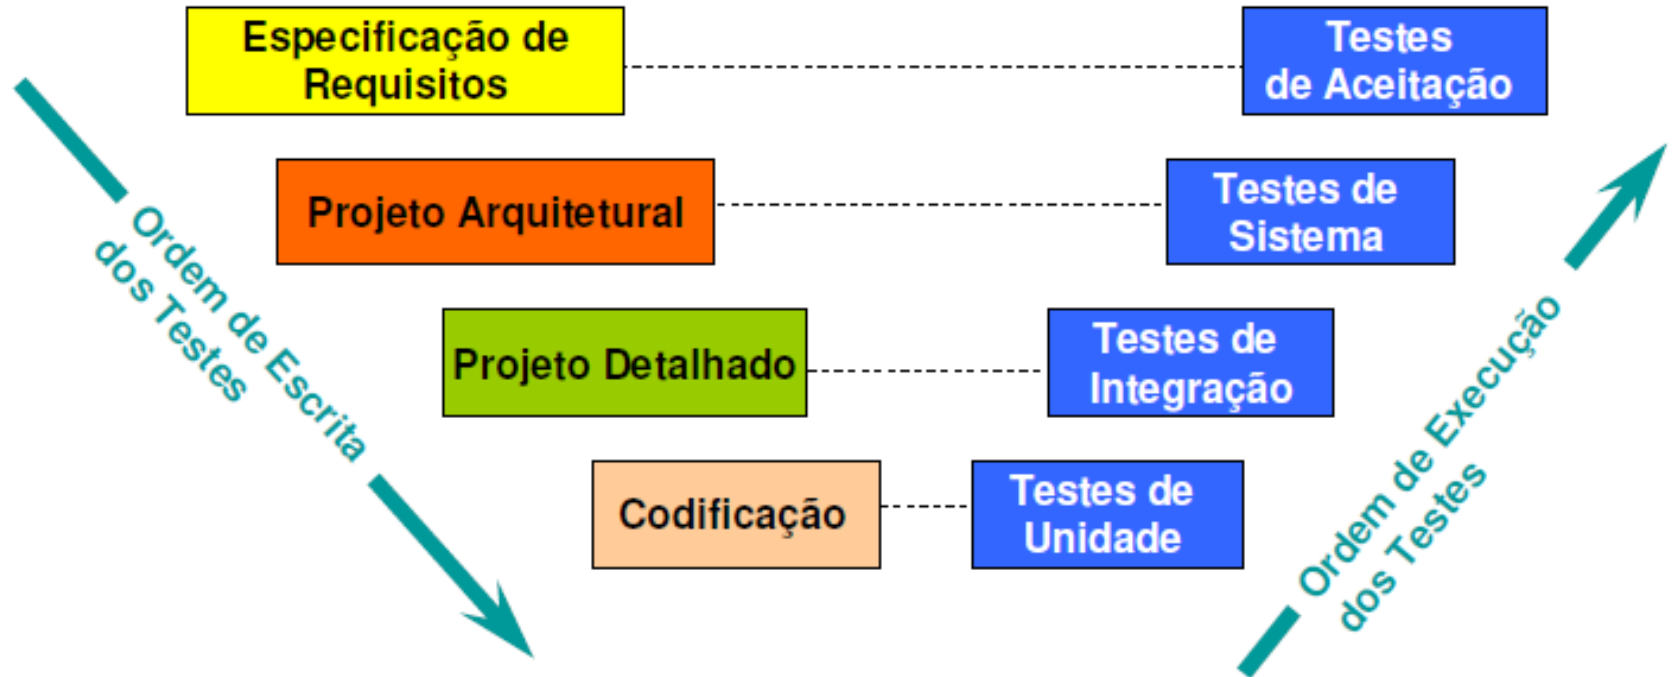 Especificação de
Requisitos
Testes
de Aceitação
Projeto Arquitetural
Testes de
Sistema
Ordem de Escrita
dos Testes
Projeto Detalhado
Testes de
Integração
Codificação
Testes de
Unidade
Ordem de Execução
dos Testes